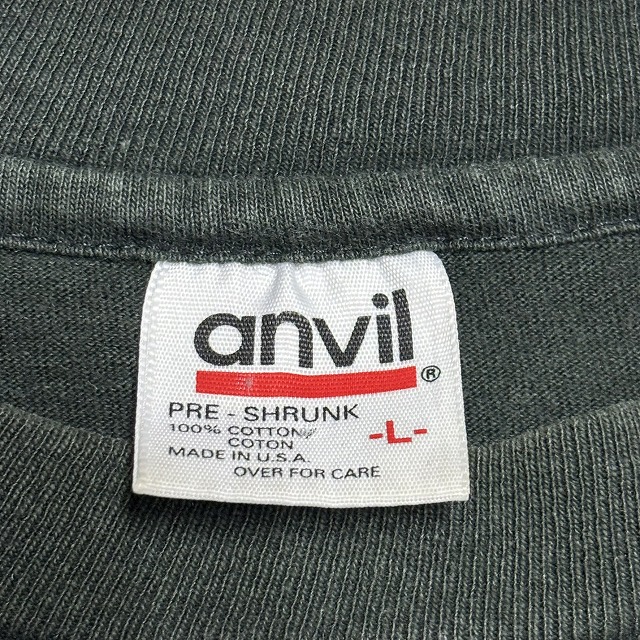 anvil®
PRE - SHRUNK
100% COTTON/
COTON
MADE IN U.S.A.
OVER FOR CARE
-L-